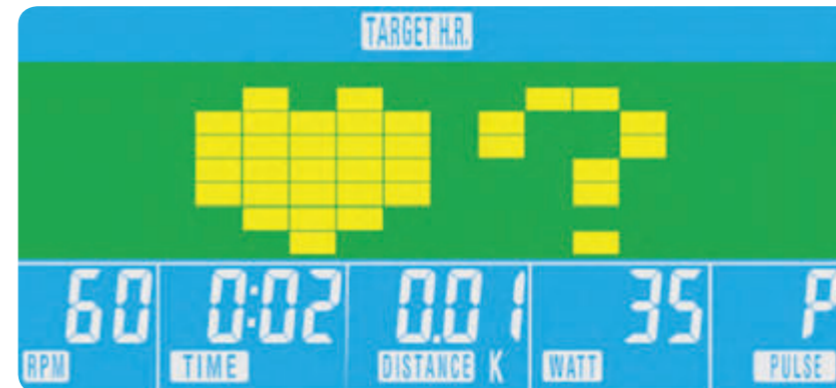 TARGET H.R.
?
60 0:02 0.01 35 P
RPM TIME DISTANCE K WATT PULSE